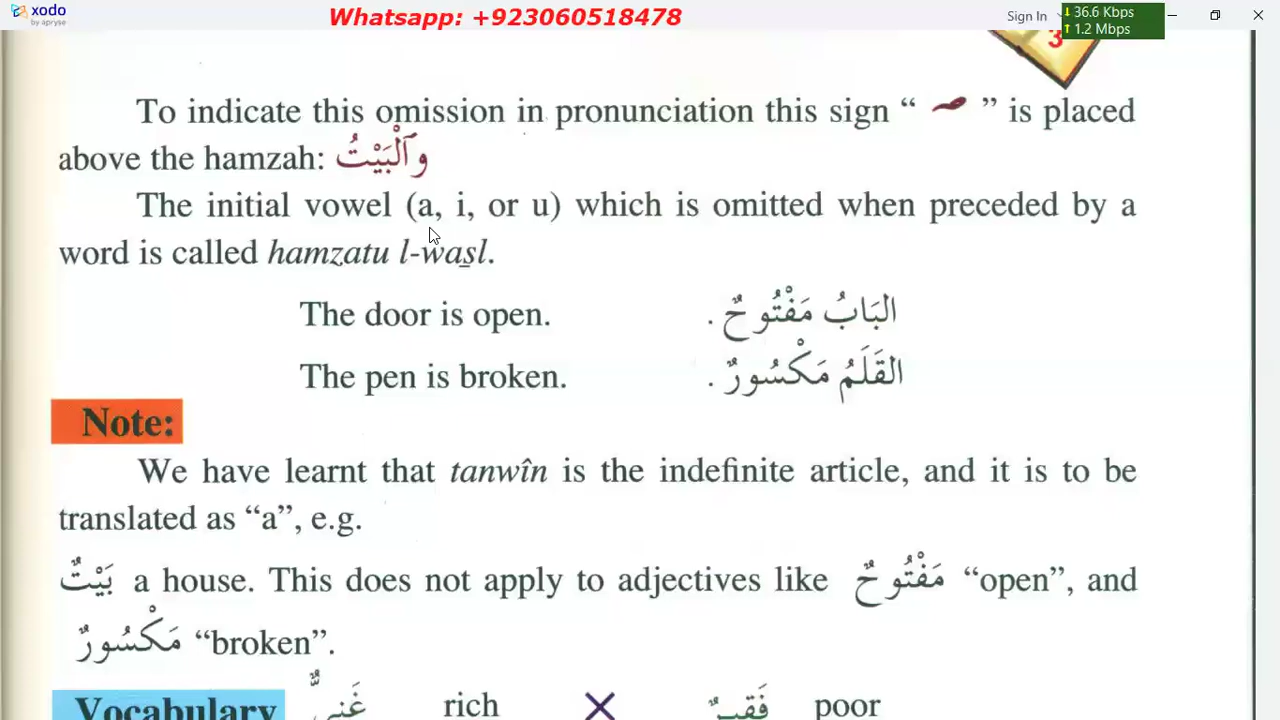 xodo
by apryse
Whatsapp: +923060518478
Sign In
36.6 Kbps
1.2 Mbps
3
To indicate this omission in pronunciation this sign “ ” is placed
above the hamzah: وَٱلْبَيْتُ
The initial vowel (a, i, or u) which is omitted when preceded by a
word is called hamzatu l-waṣl.
The door is open. البَابُ مَفْتُوحٌ .
The pen is broken. القَلَمُ مَكْسُورٌ .
Note:
We have learnt that tanwîn is the indefinite article, and it is to be
translated as “a”, e.g.
بَيْتٌ a house. This does not apply to adjectives like مَفْتُوحٌ “open”, and
مَكْسُورٌ “broken”.
Vocabulary غَنِيٌّ rich فَقِيرٌ poor